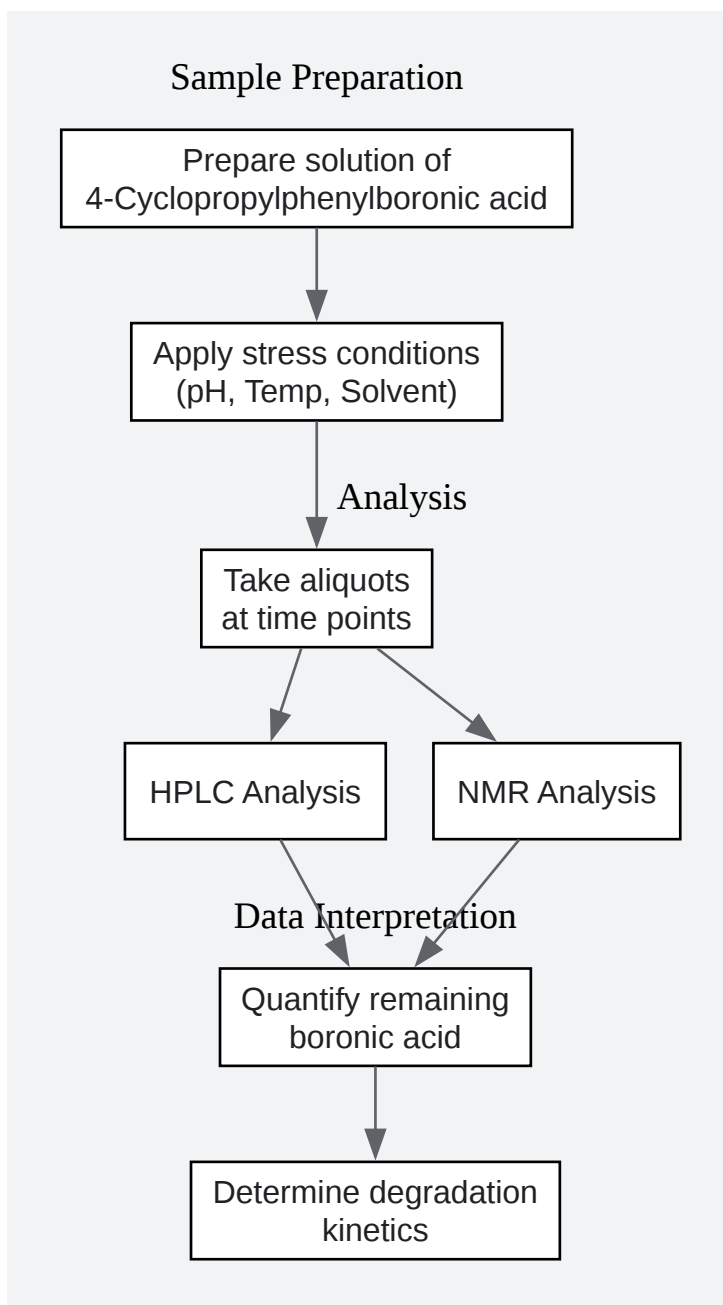 Sample Preparation
Prepare solution of
4-Cyclopropylphenylboronic acid
Apply stress conditions
(pH, Temp, Solvent)
Analysis
Take aliquots
at time points
HPLC Analysis
NMR Analysis
Data Interpretation
Quantify remaining
boronic acid
Determine degradation
kinetics